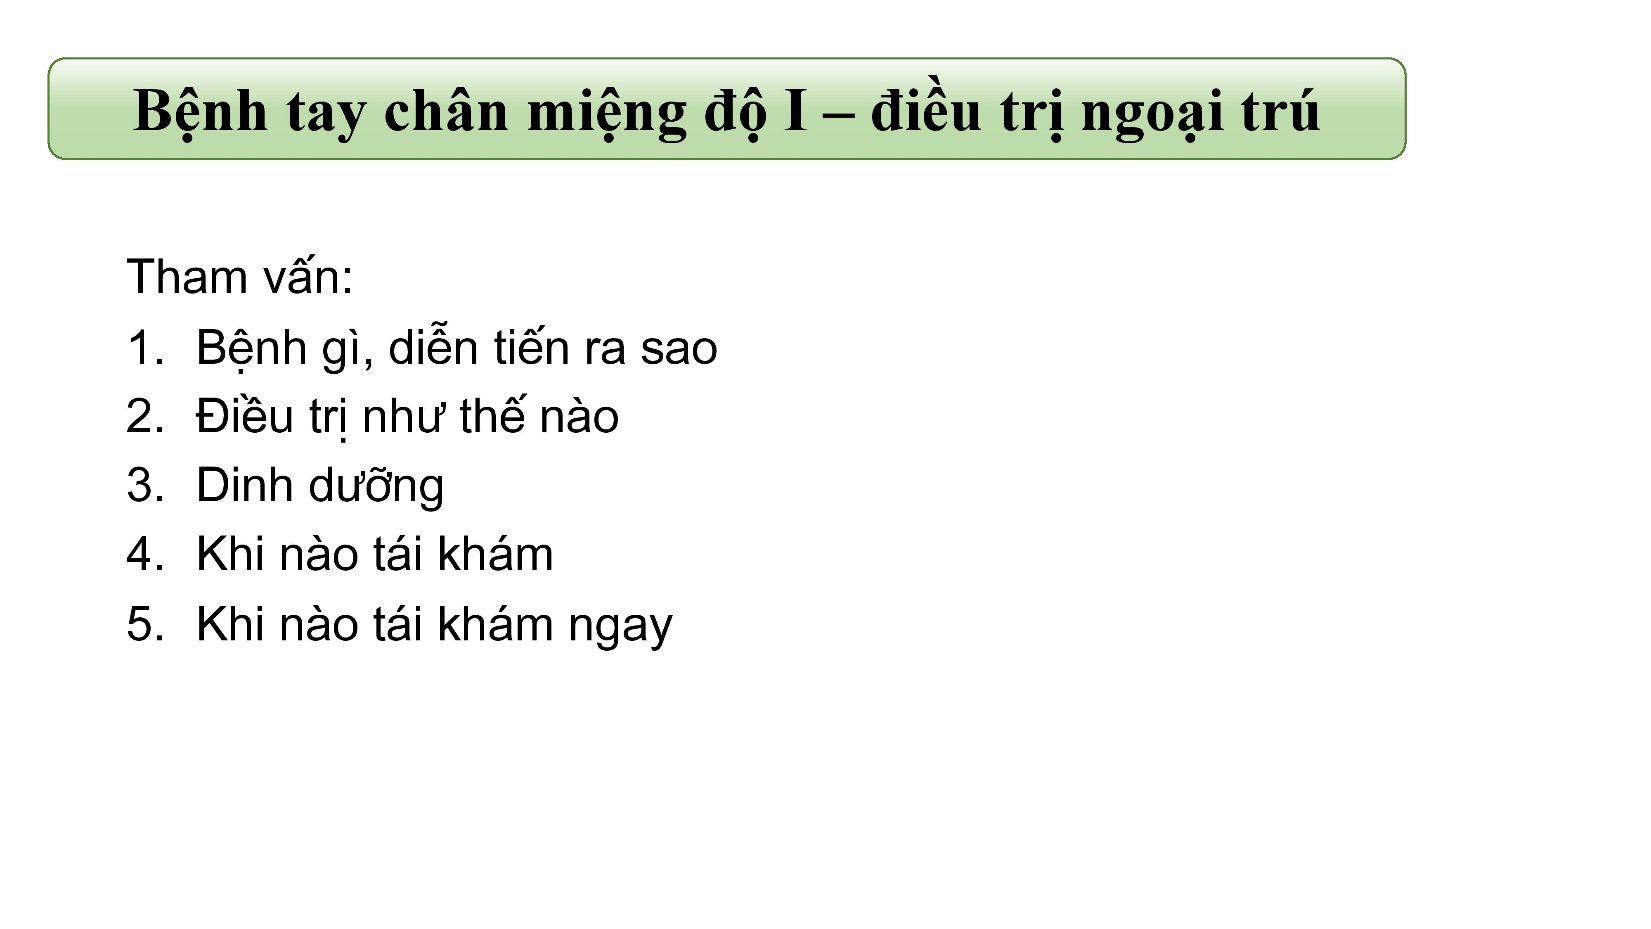 Bệnh tay chân miệng độ I – điều trị ngoại trú
Tham vấn:
1. Bệnh gì, diễn tiến ra sao
2. Điều trị như thế nào
3. Dinh dưỡng
4. Khi nào tái khám
5. Khi nào tái khám ngay